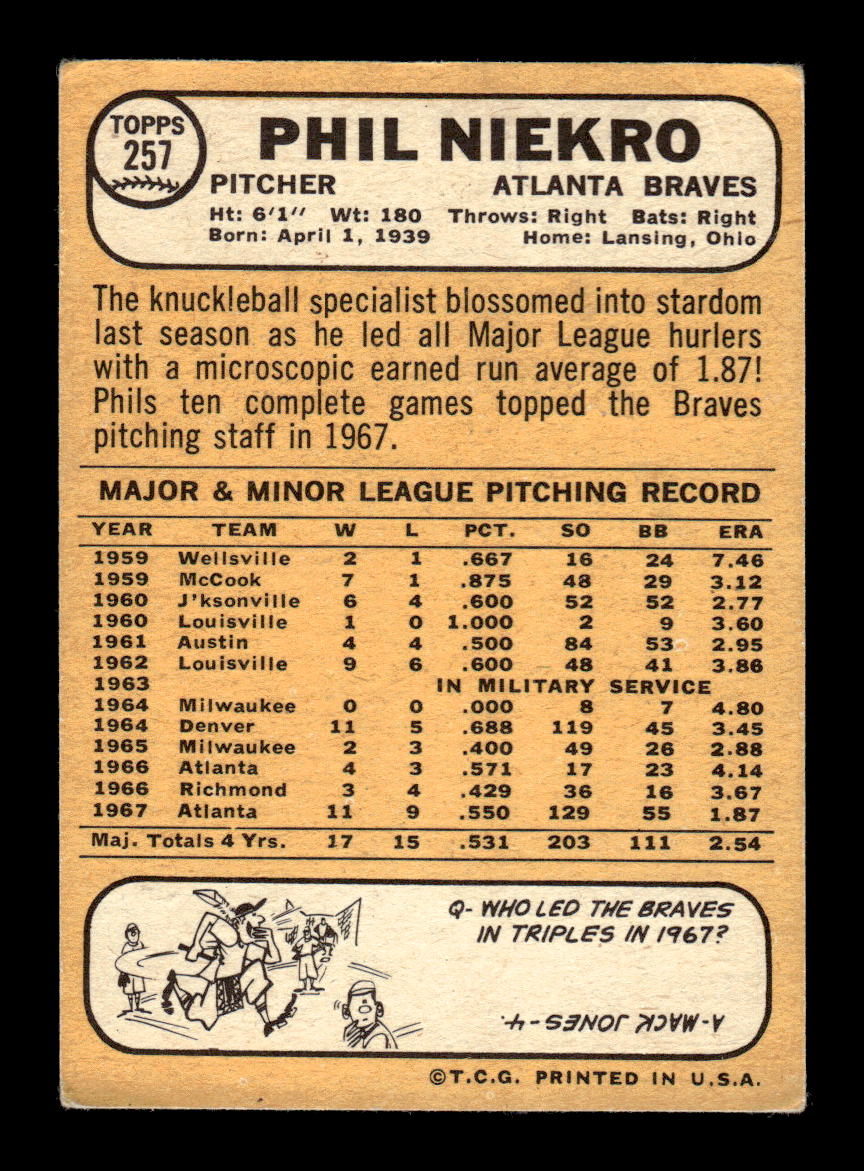 TOPPS
257
PHIL NIEKRO
PITCHER ATLANTA BRAVES
Ht: 6'1" Wt: 180 Throws: Right Bats: Right
Born: April 1, 1939 Home: Lansing, Ohio
The knuckleball specialist blossomed into stardom
last season as he led all Major League hurlers
with a microscopic earned run average of 1.87!
Phils ten complete games topped the Braves
pitching staff in 1967.
MAJOR & MINOR LEAGUE PITCHING RECORD
YEAR TEAM W L PCT. SO BB ERA
1959 Wellsville 2 1 .667 16 24 7.46
1959 McCook 7 1 .875 48 29 3.12
1960 J'ksonville 6 4 .600 52 52 2.77
1960 Louisville 1 0 1.000 2 9 3.60
1961 Austin 4 4 .500 84 53 2.95
1962 Louisville 9 6 .600 48 41 3.86
1963 IN MILITARY SERVICE
1964 Milwaukee 0 0 .000 8 7 4.80
1964 Denver 11 5 .688 119 45 3.45
1965 Milwaukee 2 3 .400 49 26 2.88
1966 Atlanta 4 3 .571 17 23 4.14
1966 Richmond 3 4 .429 36 16 3.67
1967 Atlanta 11 9 .550 129 55 1.87
Maj. Totals 4 Yrs. 17 15 .531 203 111 2.54
Q- WHO LED THE BRAVES
IN TRIPLES IN 1967?
A-MACK JONES-4.
©T.C.G. PRINTED IN U.S.A.